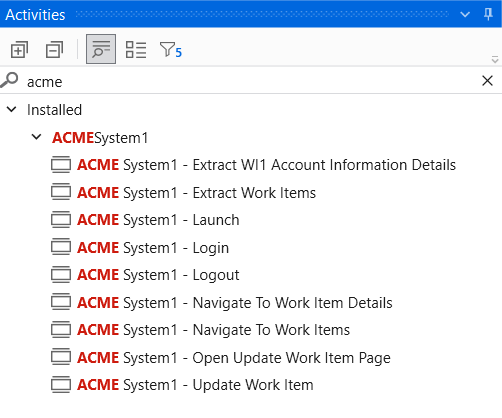 Activities
5
acme
Installed
ACMESystem1
ACME System1 - Extract WI1 Account Information Details
ACME System1 - Extract Work Items
ACME System1 - Launch
ACME System1 - Login
ACME System1 - Logout
ACME System1 - Navigate To Work Item Details
ACME System1 - Navigate To Work Items
ACME System1 - Open Update Work Item Page
ACME System1 - Update Work Item